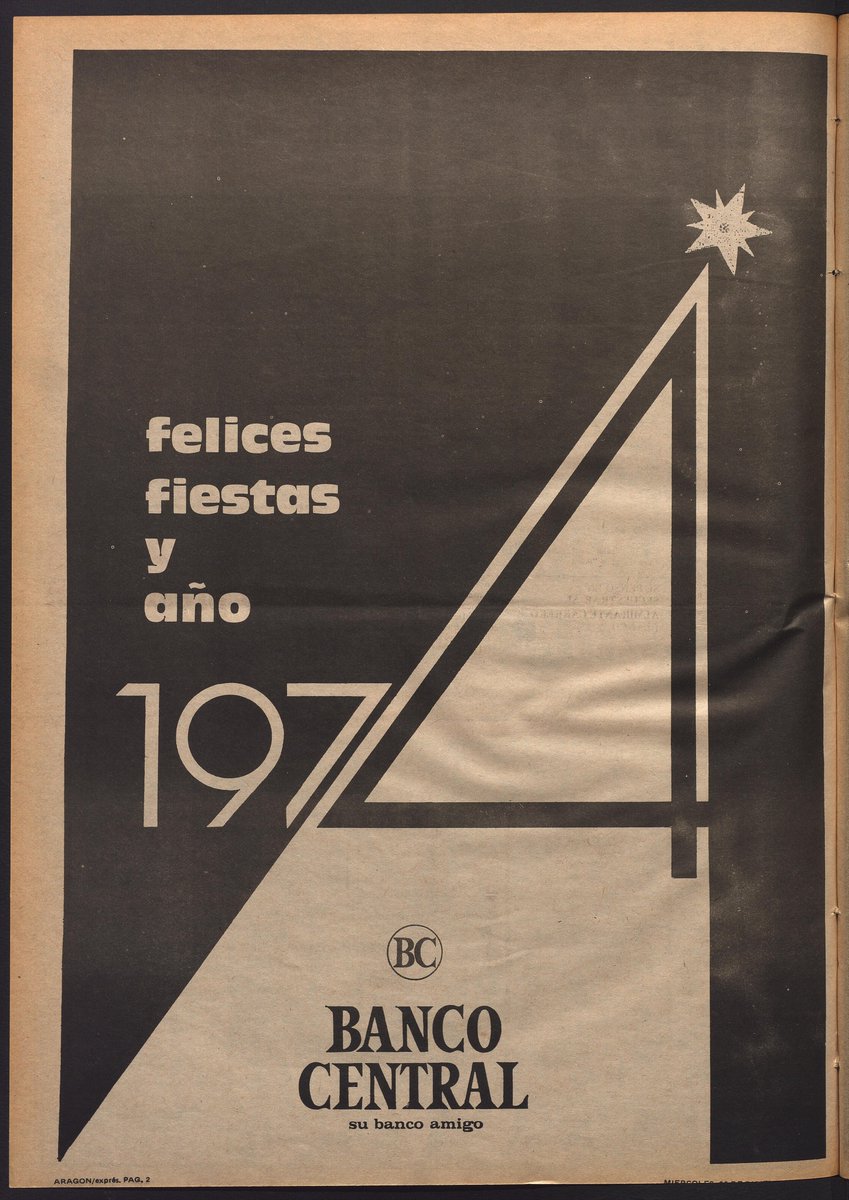 felices
fiestas
y
año
1974
BC
BANCO
CENTRAL
su banco amigo
ARAGON/exprés. PAG. 2